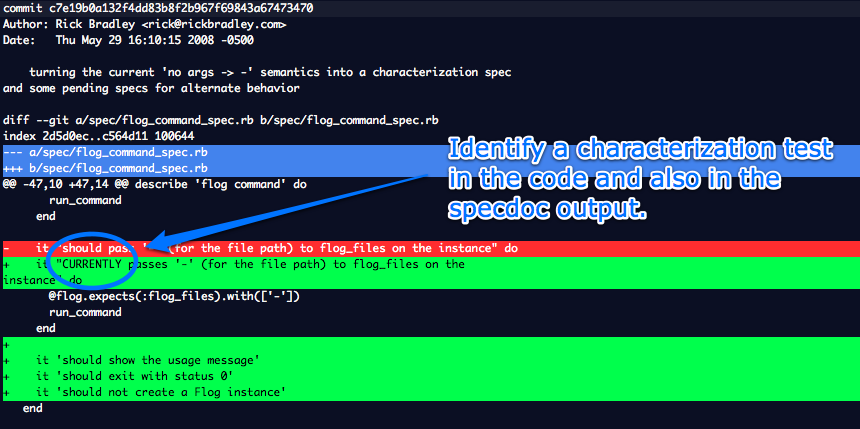 commit c7e19b0a132f4dd83b8f2b967f69843a67473470
Author: Rick Bradley <rick@rickbradley.com>
Date:   Thu May 29 16:10:15 2008 -0500
turning the current 'no args -> -' semantics into a characterization spec
and some pending specs for alternate behavior
diff --git a/spec/flog_command_spec.rb b/spec/flog_command_spec.rb
index 2d5d0ec..c564d11 100644
--- a/spec/flog_command_spec.rb
+++ b/spec/flog_command_spec.rb
@@ -47,10 +47,14 @@ describe 'flog command' do
run_command
end
Identify a characterization test
in the code and also in the
specdoc output.
-    it "should pass '-' (for the file path) to flog_files on the instance" do
+    it "CURRENTLY passes '-' (for the file path) to flog_files on the
instance" do
@flog.expects(:flog_files).with(['-'])
run_command
end
+
+    it 'should show the usage message'
+    it 'should exit with status 0'
+    it 'should not create a Flog instance'
end